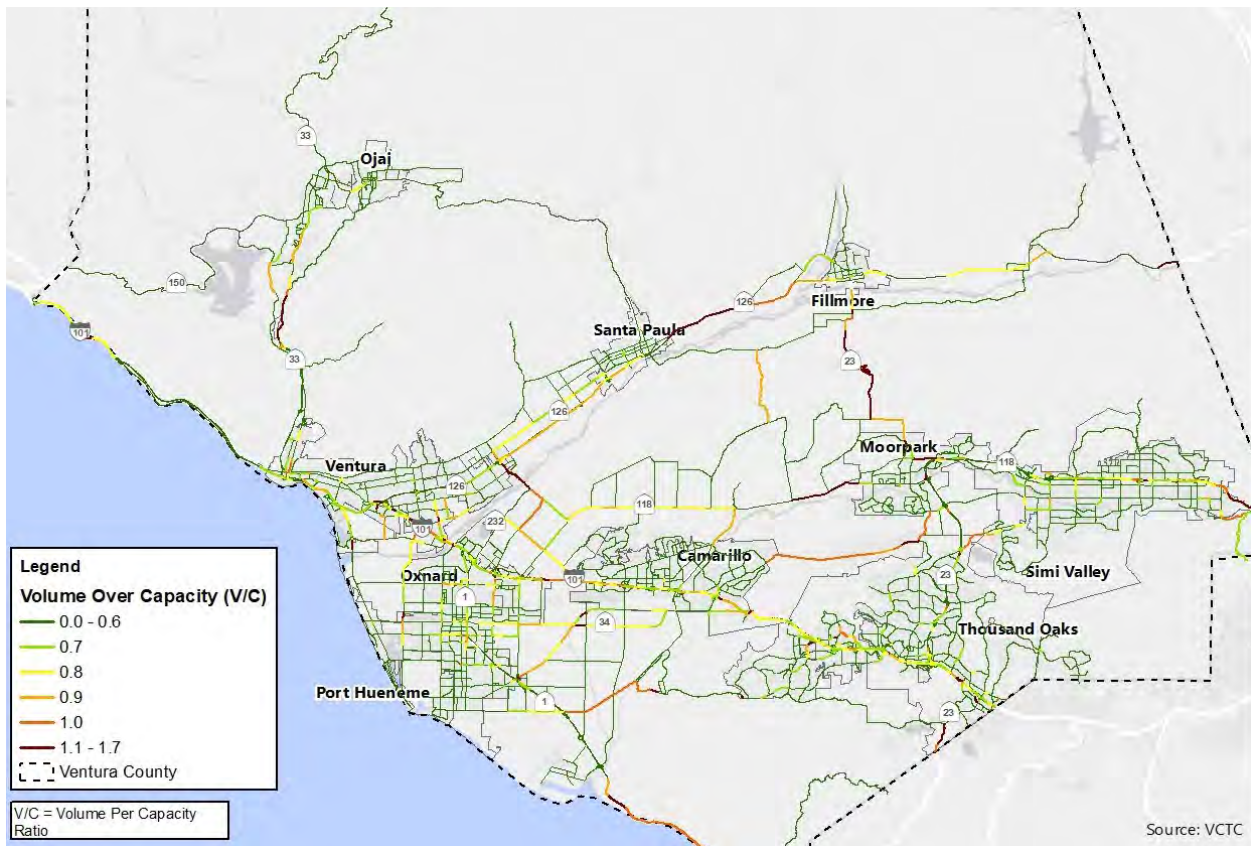 33
Ojai
150
101
33
126
Fillmore
Santa Paula
23
126
Ventura
126
Moorpark
118
118
232
101
Camarillo
101
Oxnard
1
34
23
Simi Valley
Thousand Oaks
Port Hueneme
1
23
Legend
Volume Over Capacity (V/C)
0.0 - 0.6
0.7
0.8
0.9
1.0
1.1 - 1.7
Ventura County
V/C = Volume Per Capacity
Ratio
Source: VCTC